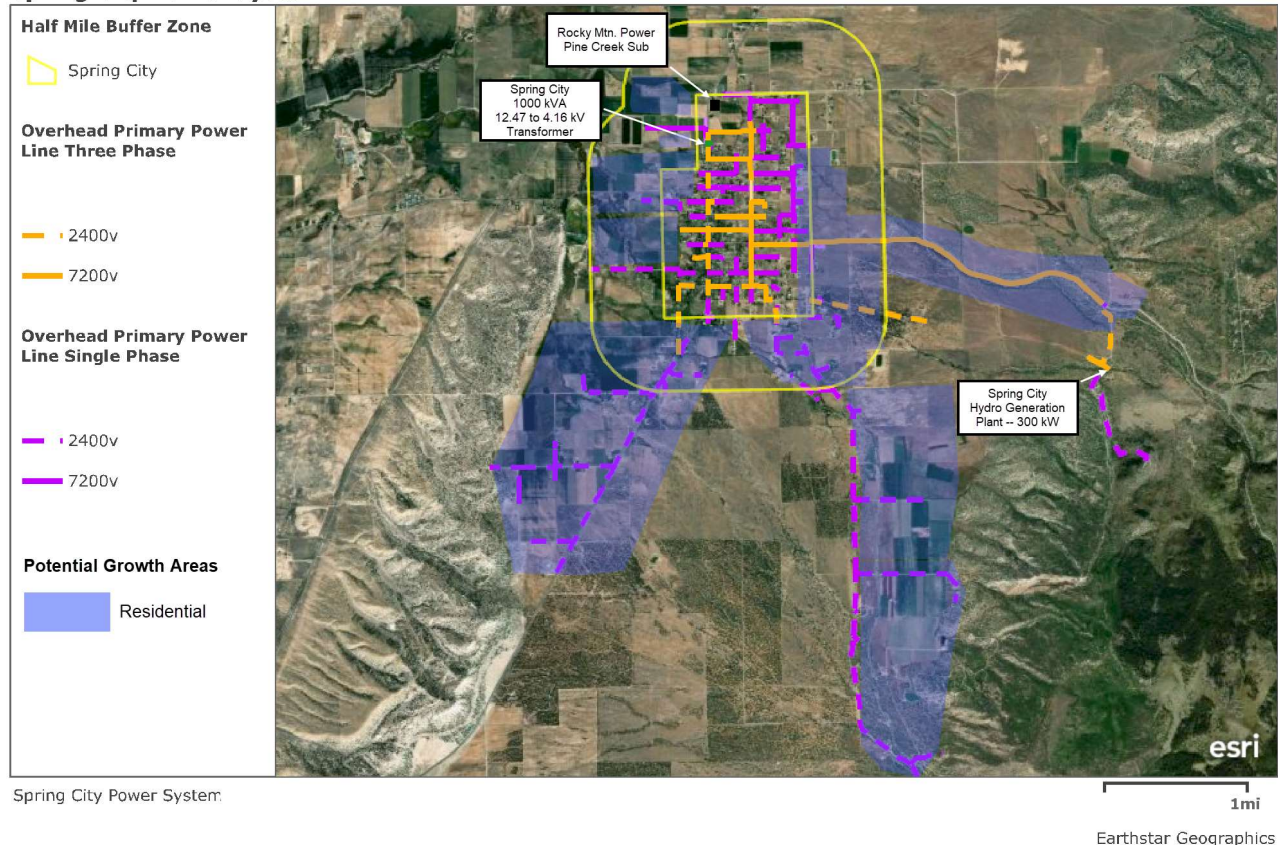 Half Mile Buffer Zone
Spring City
Overhead Primary Power
Line Three Phase
2400v
7200v
Overhead Primary Power
Line Single Phase
2400v
7200v
Potential Growth Areas
Residential
Rocky Mtn. Power
Pine Creek Sub
Spring City
1000 kVA
12.47 to 4.16 kV
Transformer
Spring City
Hydro Generation
Plant -- 300 kW
esri
Spring City Power System
1mi
Earthstar Geographics